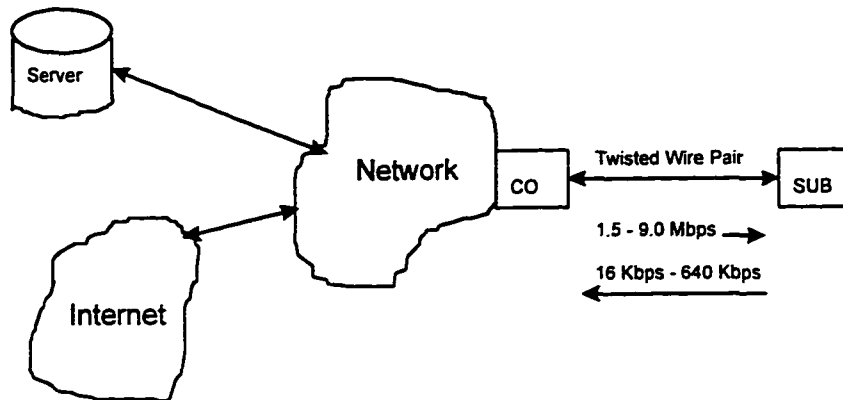 Server
Network
Twisted Wire Pair
CO
SUB
1.5 - 9.0 Mbps
16 Kbps - 640 Kbps
Internet